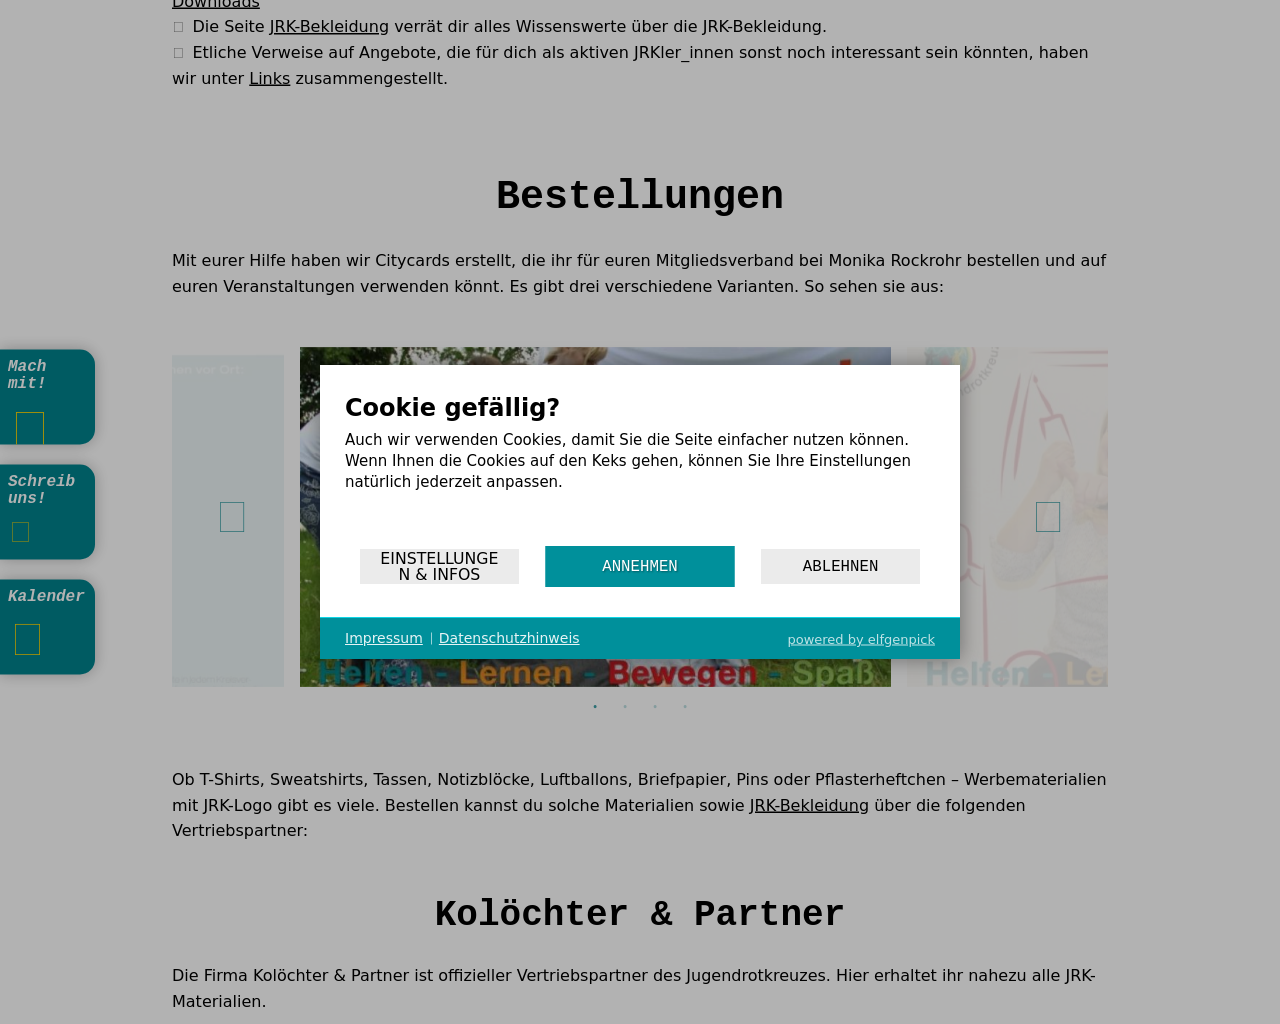 Downloads
Die Seite JRK-Bekleidung verrät dir alles Wissenswerte über die JRK-Bekleidung.
Etliche Verweise auf Angebote, die für dich als aktiven JRKler_innen sonst noch interessant sein könnten, haben
wir unter Links zusammengestellt.
Bestellungen
Mit eurer Hilfe haben wir Citycards erstellt, die ihr für euren Mitgliedsverband bei Monika Rockrohr bestellen und auf
euren Veranstaltungen verwenden könnt. Es gibt drei verschiedene Varianten. So sehen sie aus:
Mach
mit!
Schreib
uns!
Kalender
Cookie gefällig?
Auch wir verwenden Cookies, damit Sie die Seite einfacher nutzen können.
Wenn Ihnen die Cookies auf den Keks gehen, können Sie Ihre Einstellungen
natürlich jederzeit anpassen.
EINSTELLUNGE
N & INFOS
ANNEHMEN
ABLEHNEN
Impressum | Datenschutzhinweis
powered by elfgenpick
Helfen - Lernen - Bewegen - Spaß
Helfen - Le
Ob T-Shirts, Sweatshirts, Tassen, Notizblöcke, Luftballons, Briefpapier, Pins oder Pflasterheftchen – Werbematerialien
mit JRK-Logo gibt es viele. Bestellen kannst du solche Materialien sowie JRK-Bekleidung über die folgenden
Vertriebspartner:
Kolöchter & Partner
Die Firma Kolöchter & Partner ist offizieller Vertriebspartner des Jugendrotkreuzes. Hier erhaltet ihr nahezu alle JRK-
Materialien.